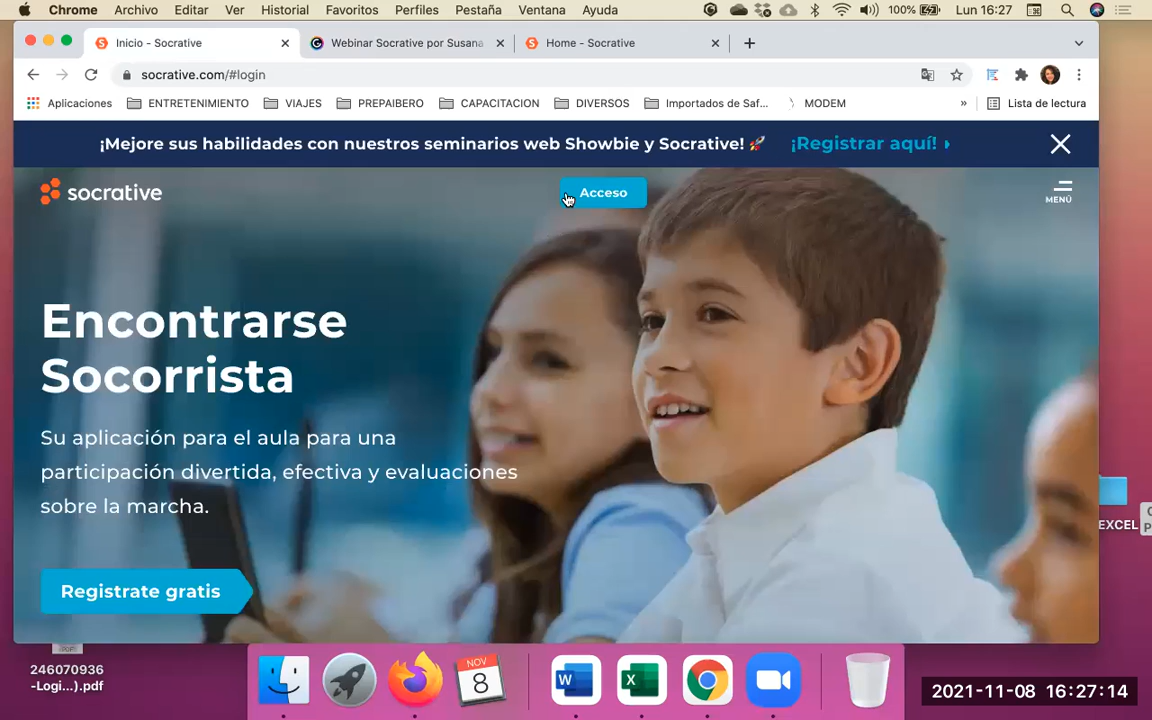 Chrome Archivo Editar Ver Historial Favoritos Perfiles Pestaña Ventana Ayuda 100% Lun 16:27
Inicio - Socrative Webinar Socrative por Susana Home - Socrative
socrative.com/#login
Aplicaciones ENTRETENIMIENTO VIAJES PREPAIBERO CAPACITACION DIVERSOS Importados de Saf... MODEM » Lista de lectura
¡Mejore sus habilidades con nuestros seminarios web Showbie y Socrative! 🚀 ¡Registrar aquí!
socrative Acceso MENÚ
Encontrarse
Socorrista
Su aplicación para el aula para una
participación divertida, efectiva y evaluaciones
sobre la marcha.
EXCEL
Registrate gratis
246070936
-Logi...).pdf
NOV
8
2021-11-08 16:27:14